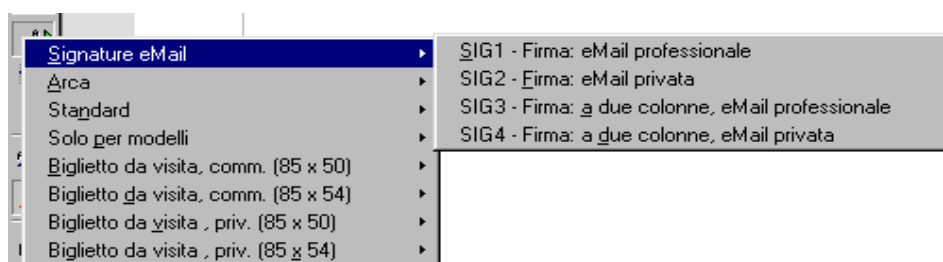 Signature eMail
Arca
Standard
Solo per modelli
Biglietto da visita, comm. (85 x 50)
Biglietto da visita, comm. (85 x 54)
Biglietto da visita , priv. (85 x 50)
Biglietto da visita , priv. (85 x 54)
SIG1 - Firma: eMail professionale
SIG2 - Firma: eMail privata
SIG3 - Firma: a due colonne, eMail professionale
SIG4 - Firma: a due colonne, eMail privata